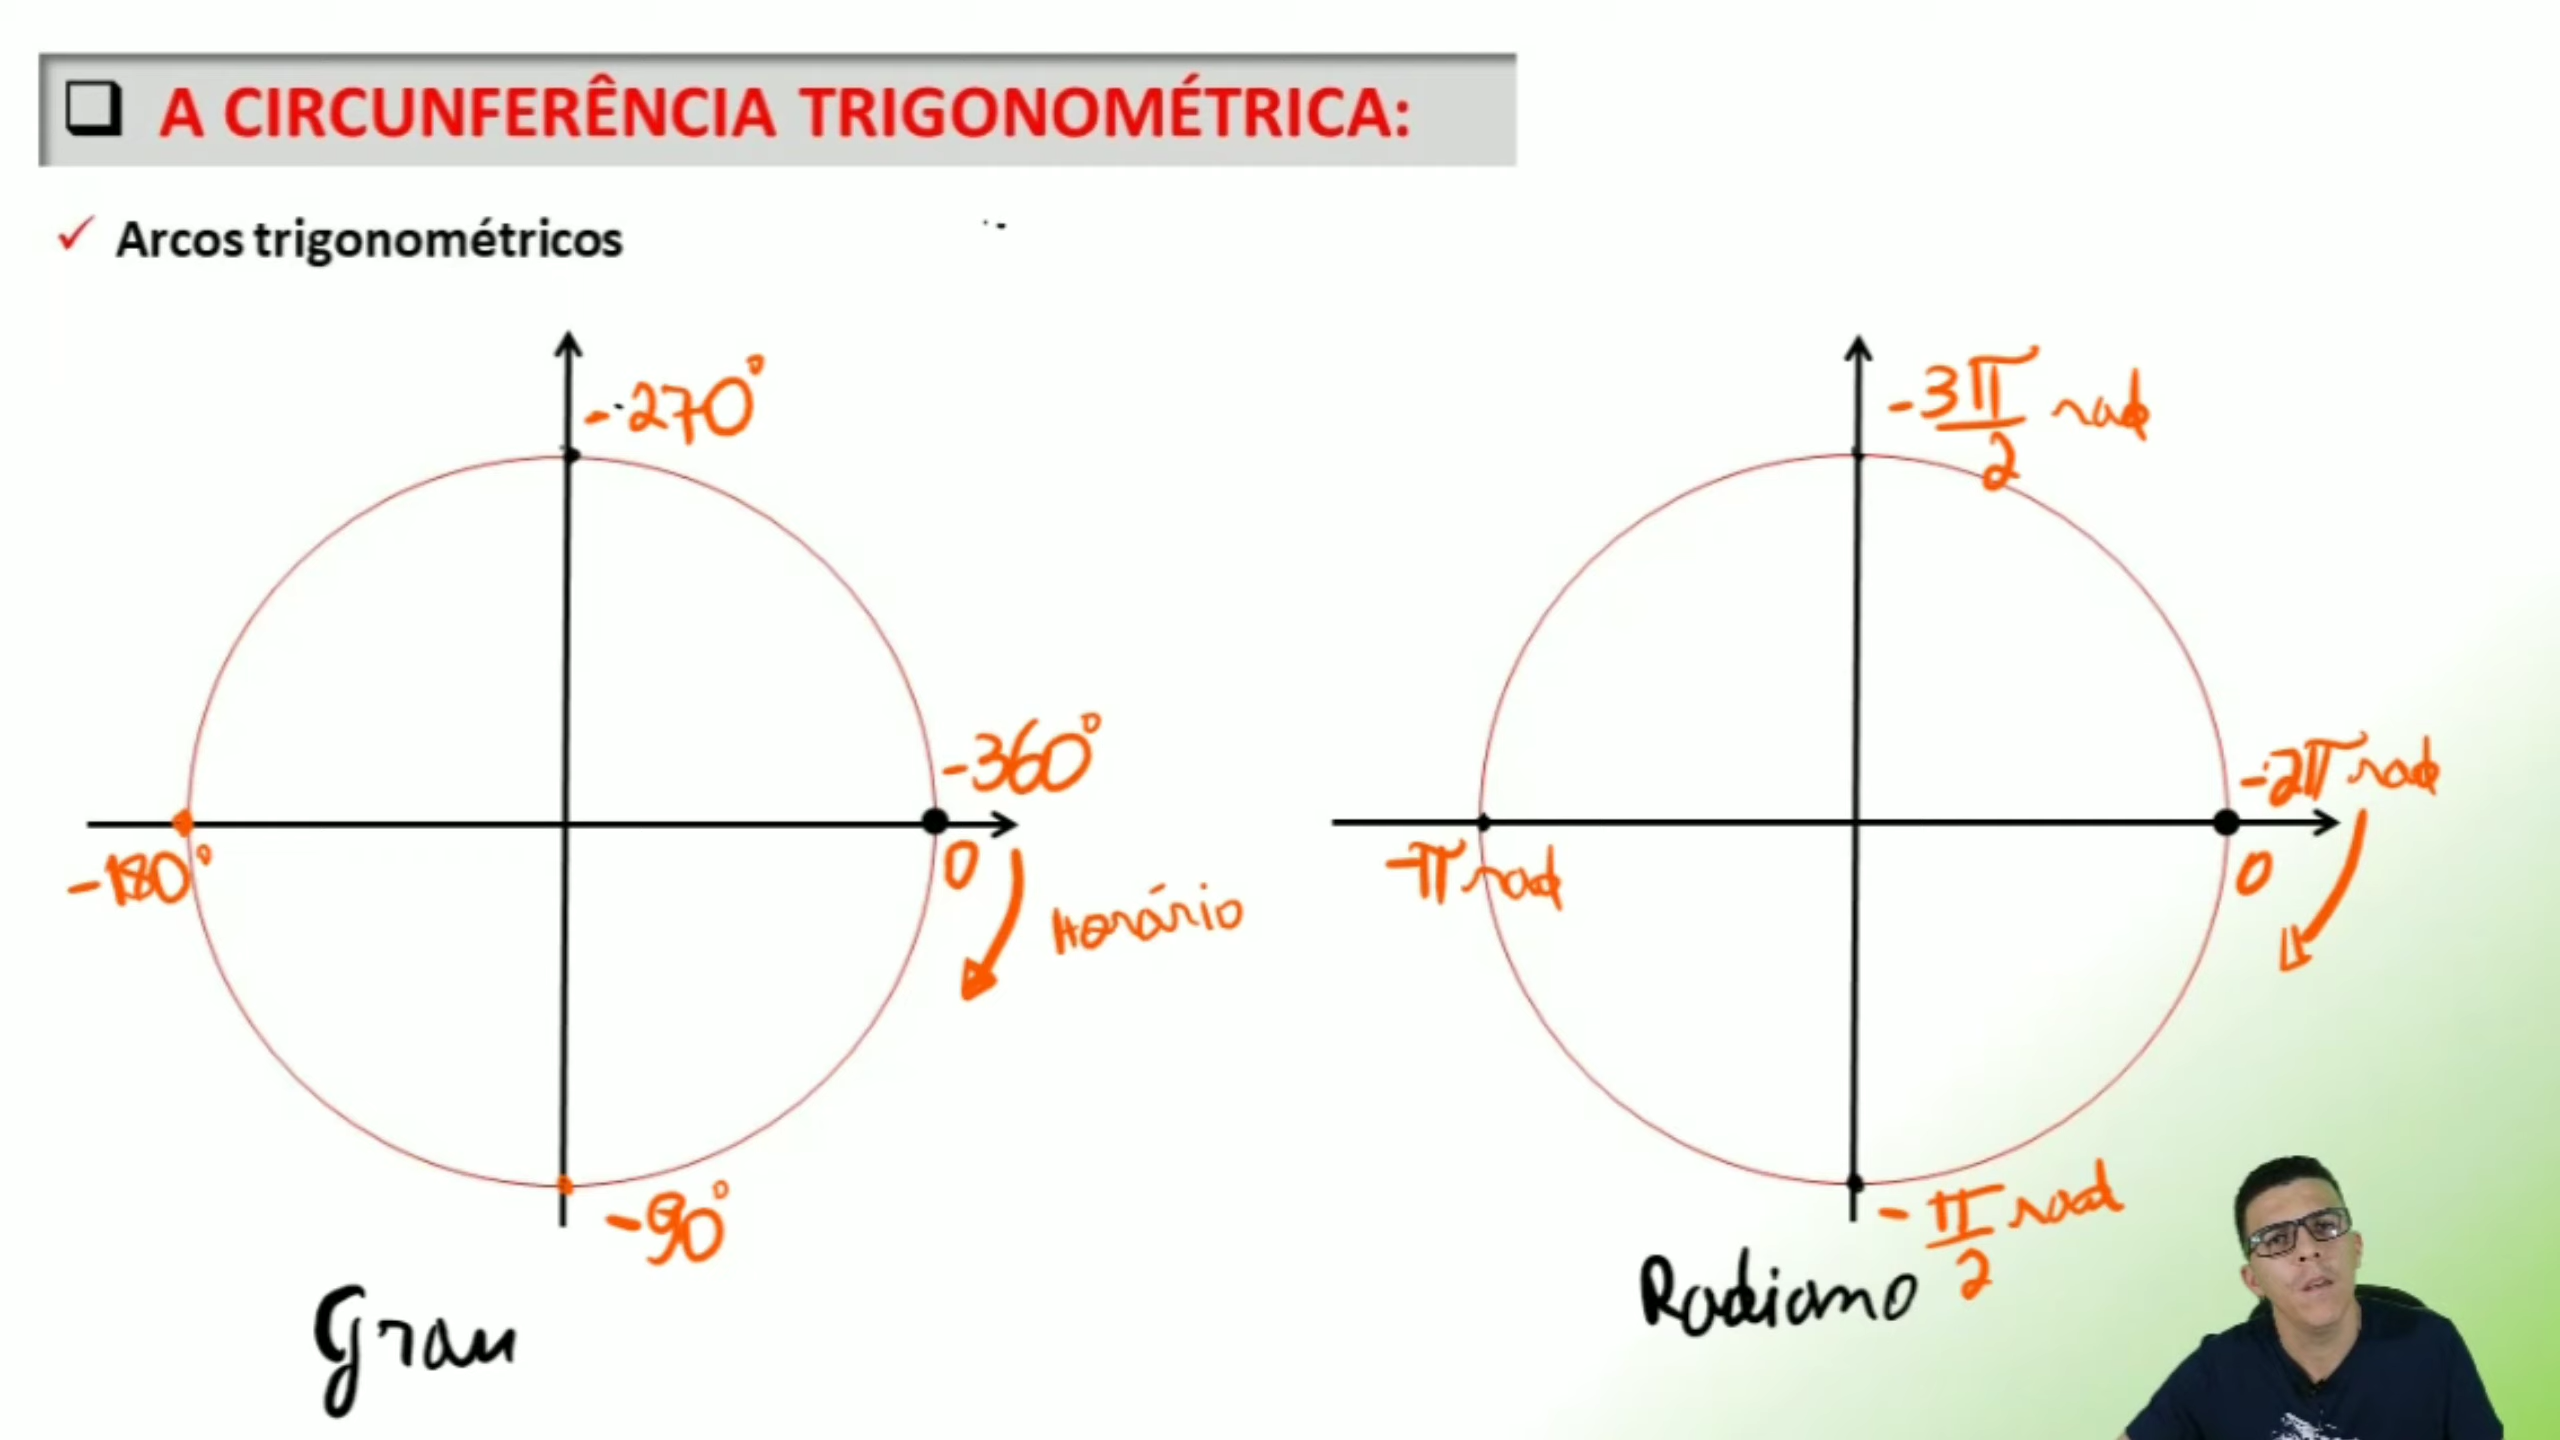 A CIRCUNFERÊNCIA TRIGONOMÉTRICA:
Arcos trigonométricos
-270°
-360°
0
-180°
Horário
-90°
Grau
-3π/2 rad
-2π rad
0
-π rad
-π/2 rad
Radiano